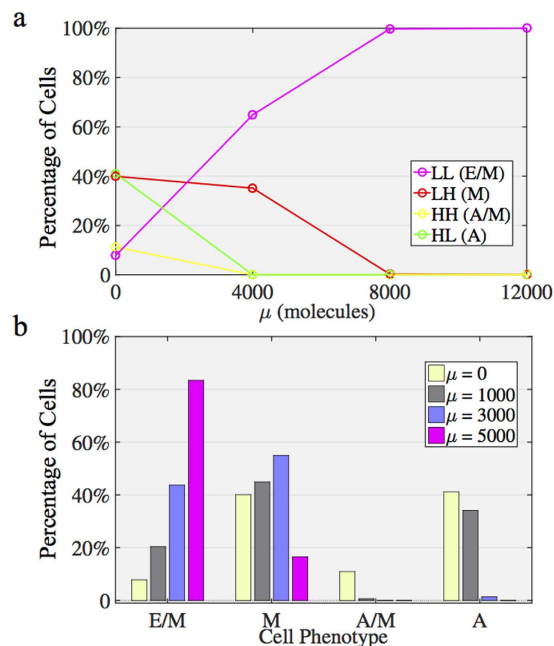 a
100%
80%
60%
40%
20%
0
Percentage of Cells
LL (E/M)
LH (M)
HH (A/M)
HL (A)
0 4000 8000 12000
μ (molecules)
b
100%
80%
60%
40%
20%
0
Percentage of Cells
μ = 0
μ = 1000
μ = 3000
μ = 5000
E/M M A/M A
Cell Phenotype